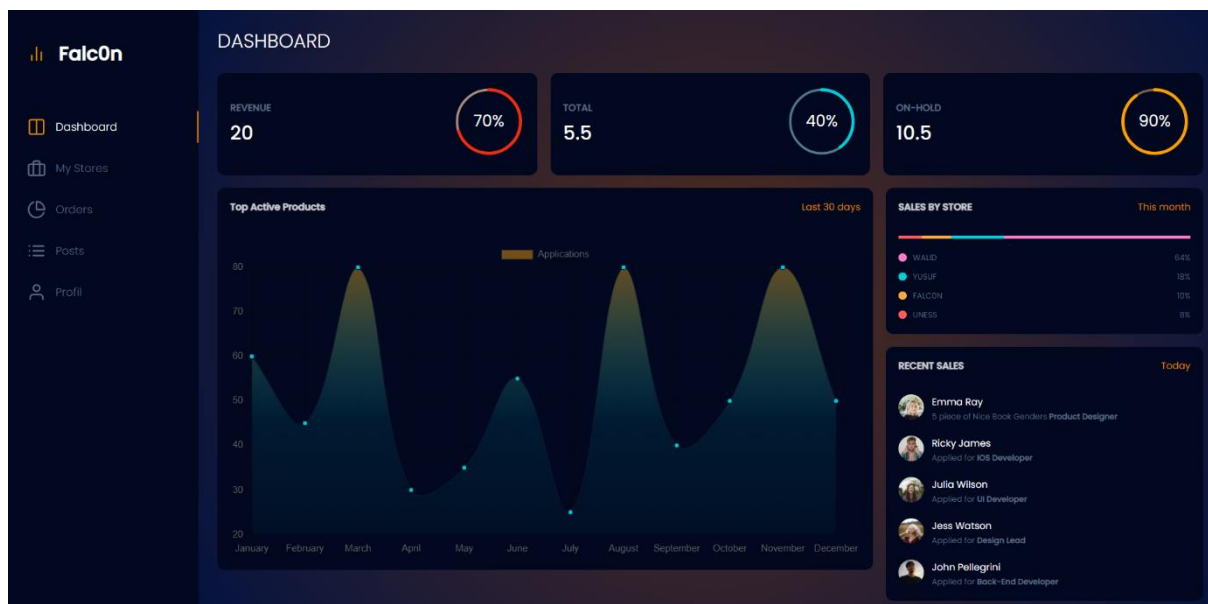 Falc0n
Dashboard
My Stores
Orders
Posts
Profil
DASHBOARD
REVENUE
20
70%
TOTAL
5.5
40%
ON-HOLD
10.5
90%
Top Active Products
Last 30 days
Applications
80
70
60
50
40
30
20
January February March April May June July August September October November December
SALES BY STORE
This month
WALID 64%
YUSUF 18%
FALCON 10%
UNESS 8%
RECENT SALES
Today
Emma Ray
5 piece of Nice Book Genders Product Designer
Ricky James
Applied for IOS Developer
Julia Wilson
Applied for UI Developer
Jess Watson
Applied for Design Lead
John Pellegrini
Applied for Back-End Developer